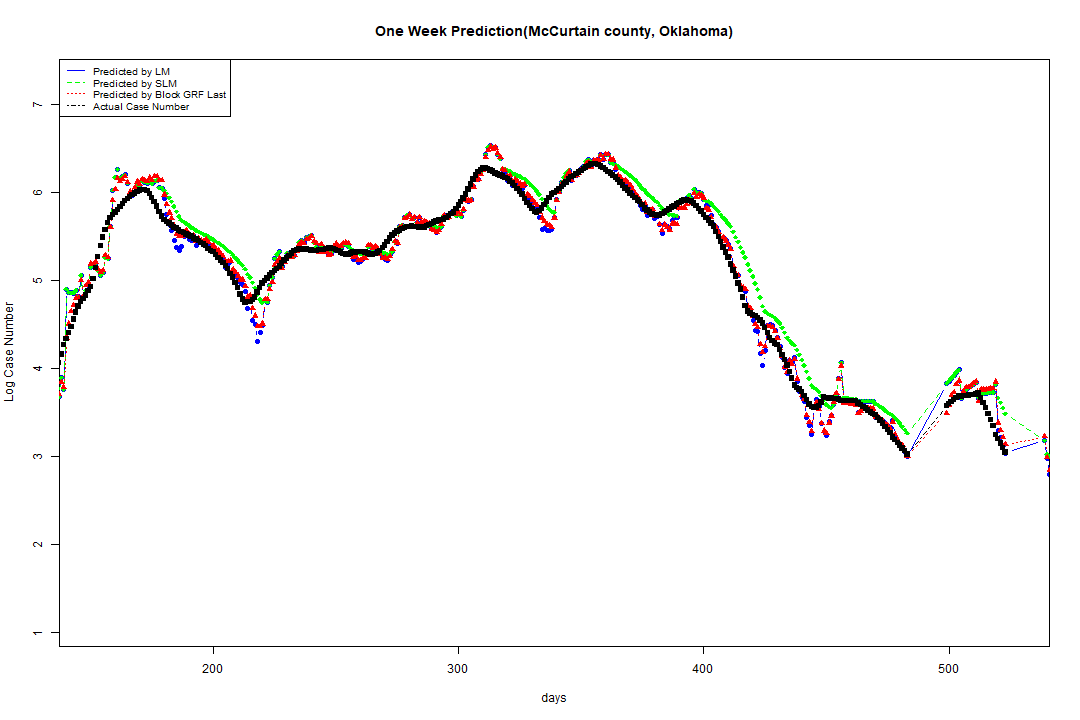 One Week Prediction(McCurtain county, Oklahoma)
Predicted by LM
Predicted by SLM
Predicted by Block GRF Last
Actual Case Number
7
6
5
4
3
2
1
Log Case Number
200 300 400 500
days